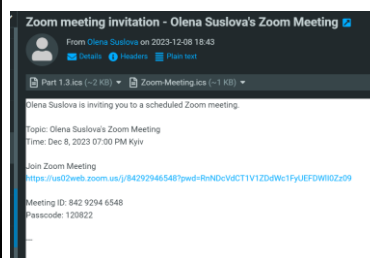 Zoom meeting invitation - Olena Suslova's Zoom Meeting
From Olena Suslova on 2023-12-08 18:43
Details Headers Plain text
Part 1.3.ics (~2 KB) Zoom-Meeting.ics (~1 KB)
Olena Suslova is inviting you to a scheduled Zoom meeting.
Topic: Olena Suslova's Zoom Meeting
Time: Dec 8, 2023 07:00 PM Kyiv
Join Zoom Meeting
https://us02web.zoom.us/j/84292946548?pwd=RnNDcVdCT1V1ZDdWc1FyUEFDWlI0Zz09
Meeting ID: 842 9294 6548
Passcode: 120822
--